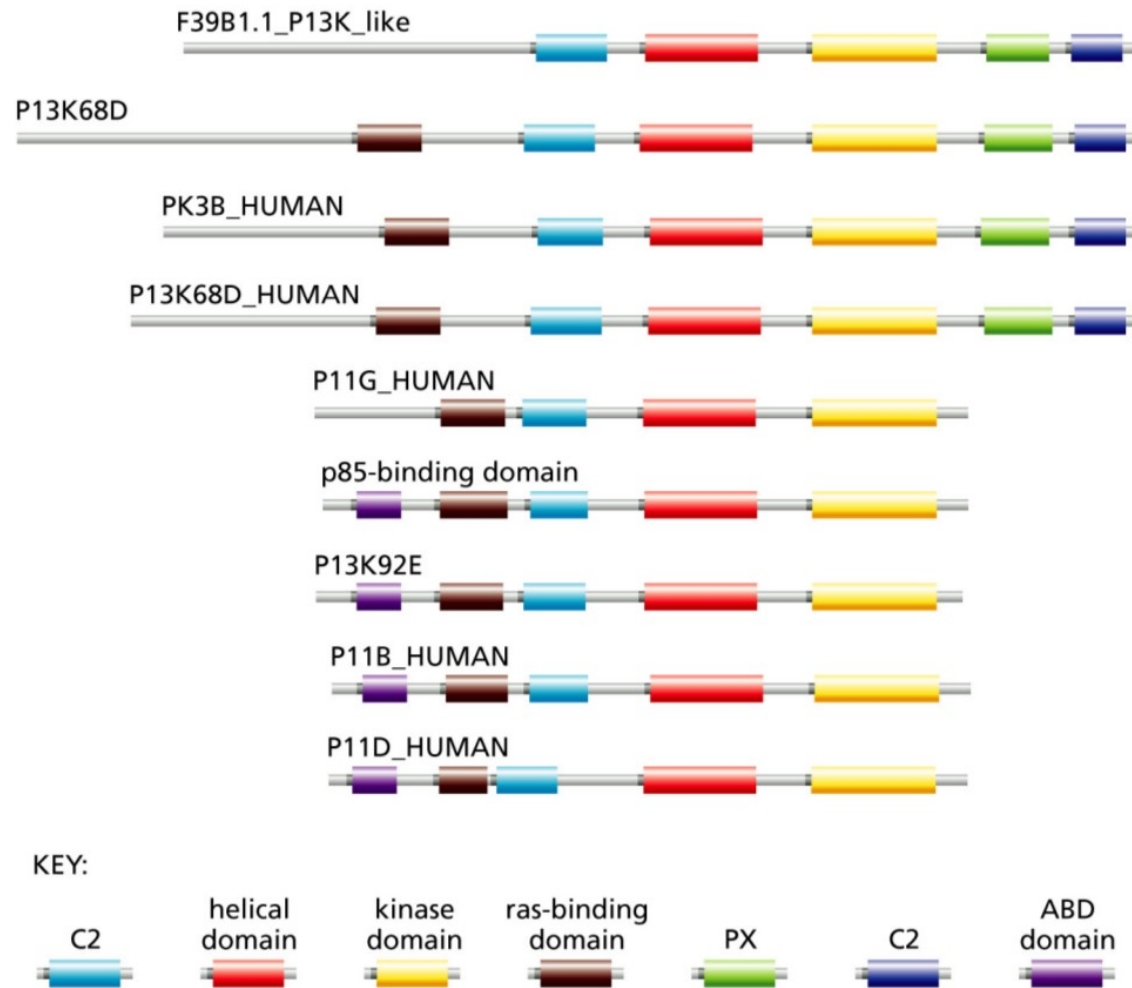 F39B1.1_P13K_like
P13K68D
PK3B_HUMAN
P13K68D_HUMAN
P11G_HUMAN
p85-binding domain
P13K92E
P11B_HUMAN
P11D_HUMAN
KEY:
C2
helical
domain
kinase
domain
ras-binding
domain
PX
C2
ABD
domain